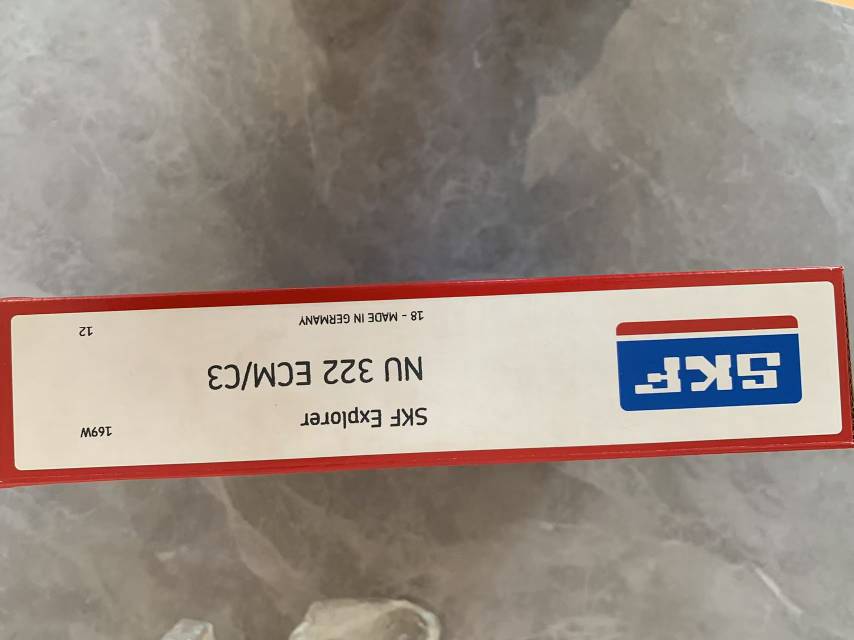 SKF
SKF Explorer
169W
NU 322 ECM/C3
18 - MADE IN GERMANY
12